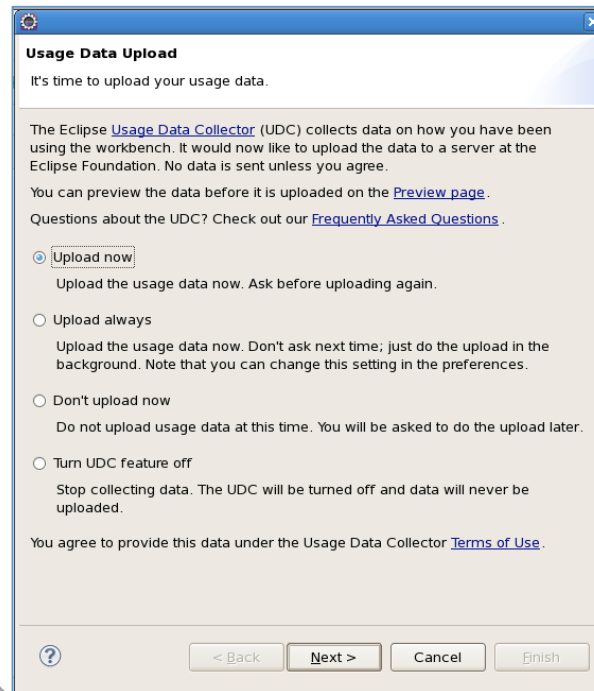 Usage Data Upload
It's time to upload your usage data.
The Eclipse Usage Data Collector (UDC) collects data on how you have been
using the workbench. It would now like to upload the data to a server at the
Eclipse Foundation. No data is sent unless you agree.
You can preview the data before it is uploaded on the Preview page.
Questions about the UDC? Check out our Frequently Asked Questions .
Upload now
Upload the usage data now. Ask before uploading again.
Upload always
Upload the usage data now. Don't ask next time; just do the upload in the
background. Note that you can change this setting in the preferences.
Don't upload now
Do not upload usage data at this time. You will be asked to do the upload later.
Turn UDC feature off
Stop collecting data. The UDC will be turned off and data will never be
uploaded.
You agree to provide this data under the Usage Data Collector Terms of Use.
? < Back Next > Cancel Finish